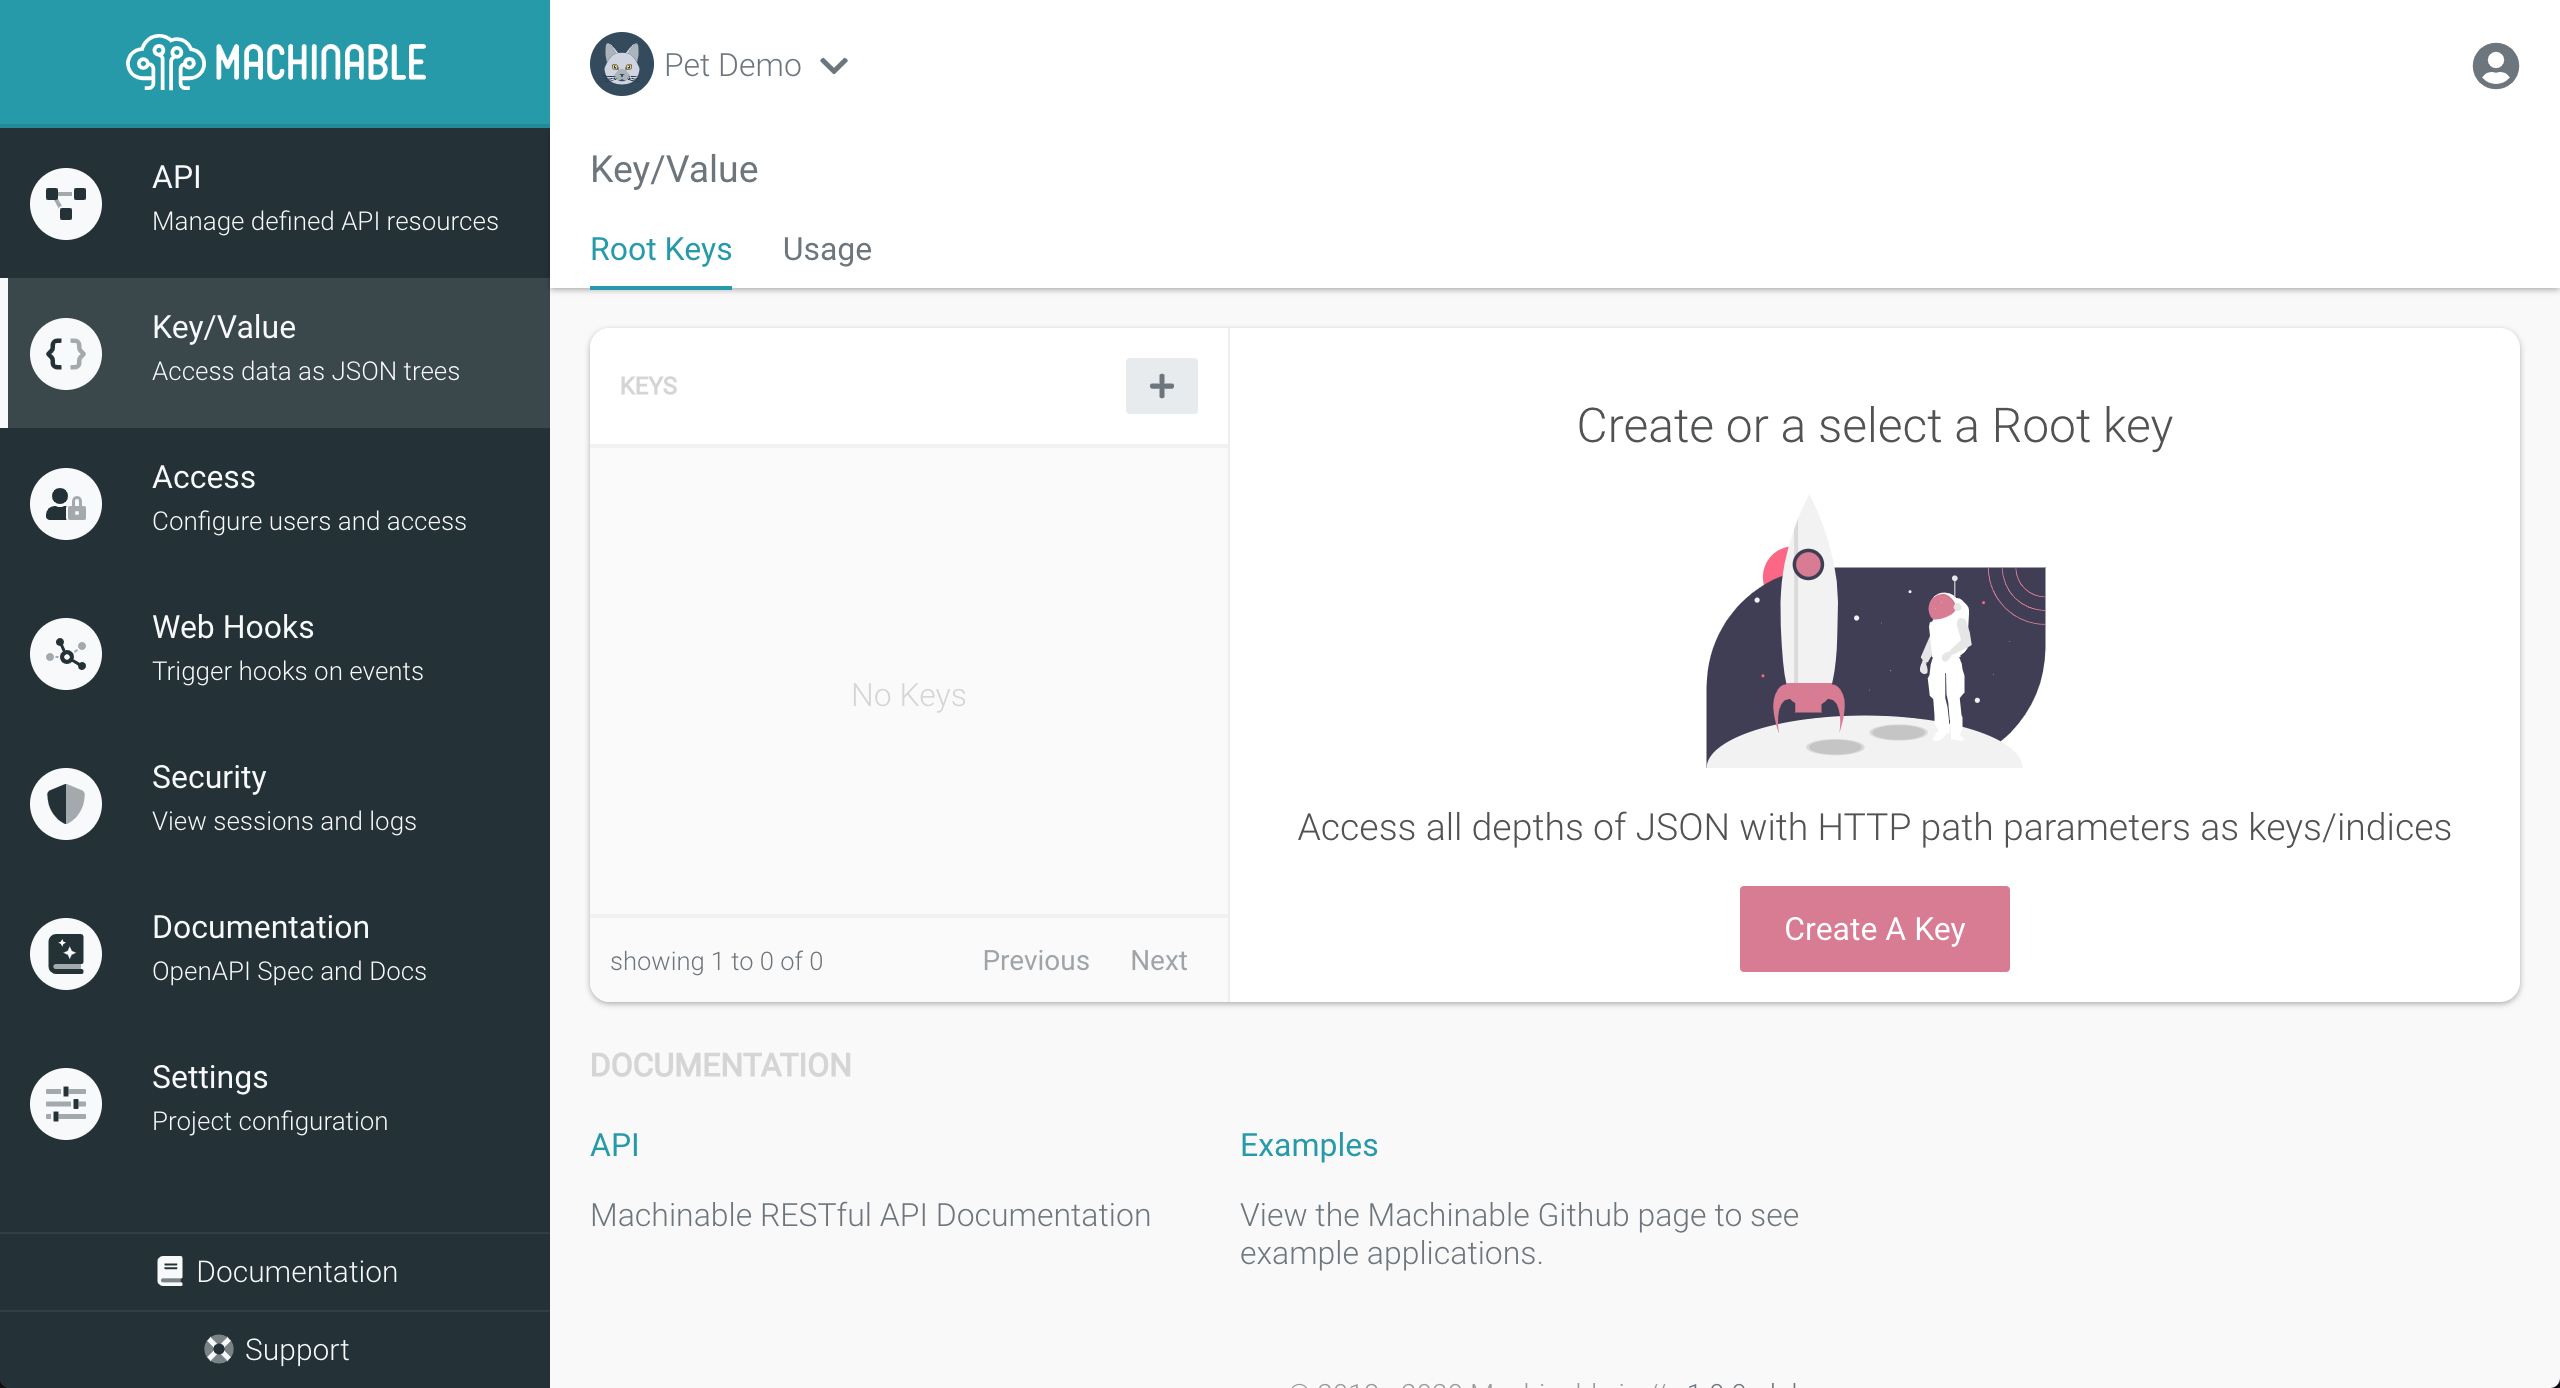 MACHINABLE
API
Manage defined API resources
Key/Value
Access data as JSON trees
Access
Configure users and access
Web Hooks
Trigger hooks on events
Security
View sessions and logs
Documentation
OpenAPI Spec and Docs
Settings
Project configuration
Documentation
Support
Pet Demo
Key/Value
Root Keys Usage
KEYS
No Keys
showing 1 to 0 of 0 Previous Next
Create or a select a Root key
Access all depths of JSON with HTTP path parameters as keys/indices
Create A Key
DOCUMENTATION
API
Machinable RESTful API Documentation
Examples
View the Machinable Github page to see
example applications.